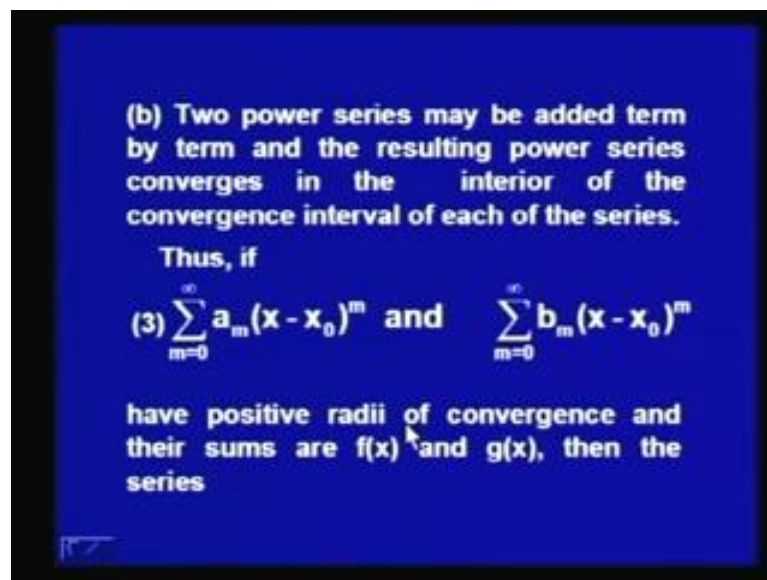 (b) Two power series may be added term
by term and the resulting power series
converges in the interior of the
convergence interval of each of the series.
Thus, if
(3) ∑_{m=0}^{∞} a_m(x - x₀)^m and ∑_{m=0}^{∞} b_m(x - x₀)^m
have positive radii of convergence and
their sums are f(x) and g(x), then the
series